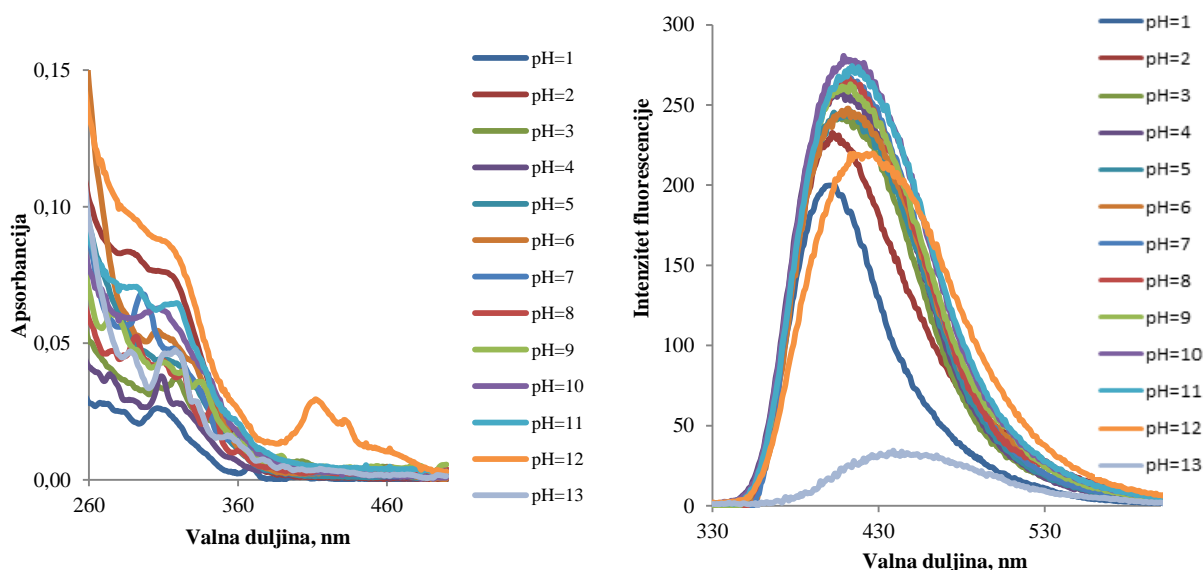 0,15
0,10
0,05
0,00
Apsorbancija
260
360
460
Valna duljina, nm
pH=1
pH=2
pH=3
pH=4
pH=5
pH=6
pH=7
pH=8
pH=9
pH=10
pH=11
pH=12
pH=13
300
250
200
150
100
50
0
Intenzitet fluorescencije
330
430
530
Valna duljina, nm
pH=1
pH=2
pH=3
pH=4
pH=5
pH=6
pH=7
pH=8
pH=9
pH=10
pH=11
pH=12
pH=13